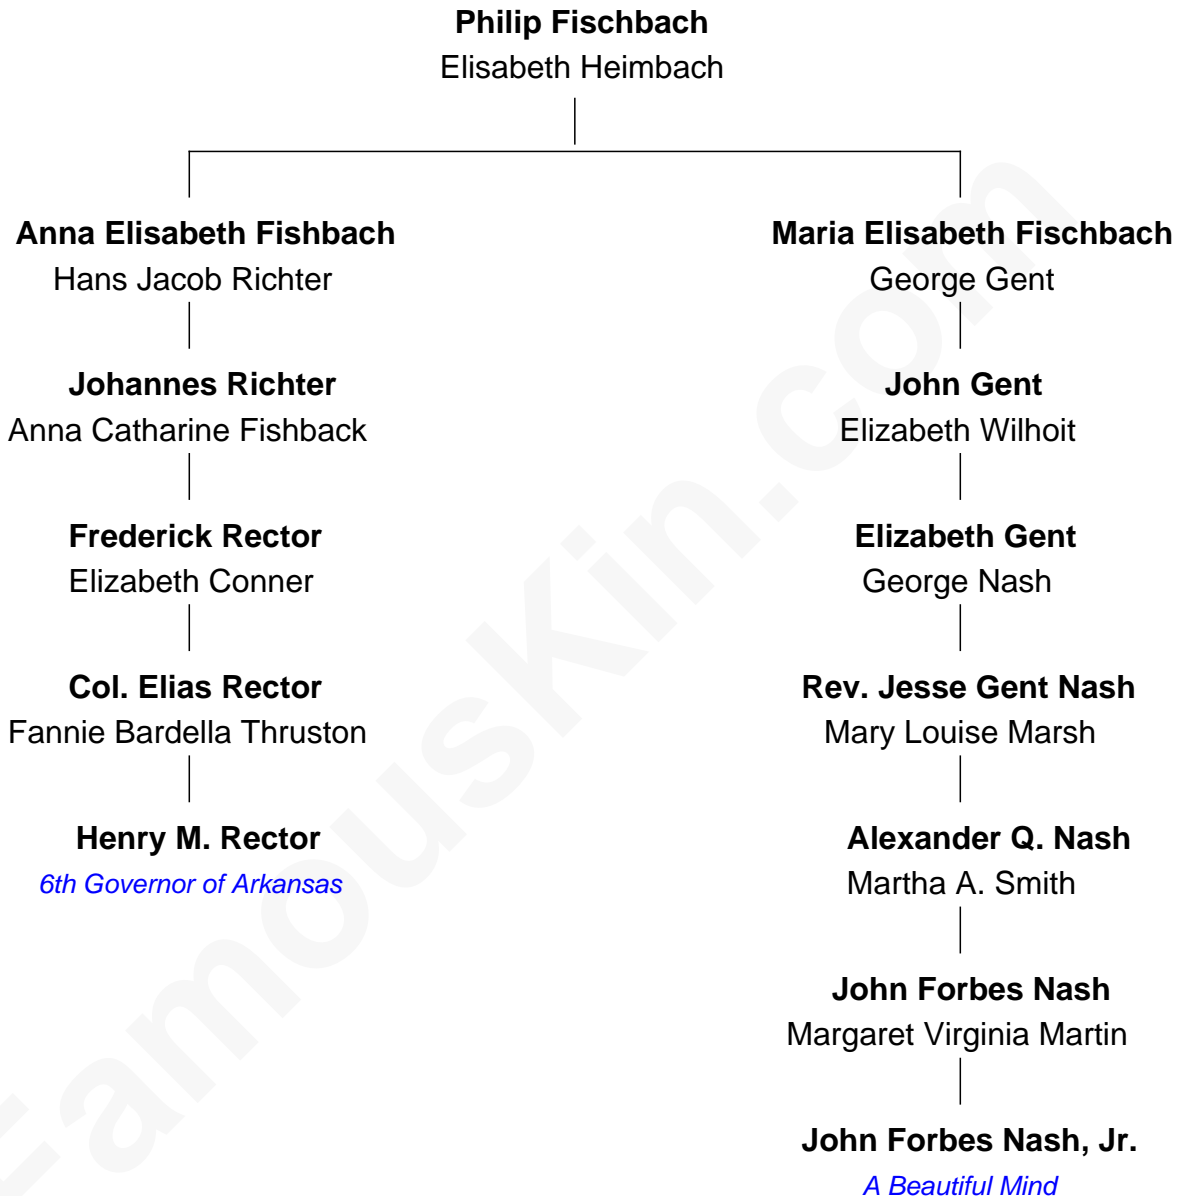 Philip Fischbach
Elisabeth Heimbach
Anna Elisabeth Fishbach
Hans Jacob Richter
Maria Elisabeth Fischbach
George Gent
Johannes Richter
Anna Catharine Fishback
John Gent
Elizabeth Wilhoit
Frederick Rector
Elizabeth Conner
Elizabeth Gent
George Nash
Col. Elias Rector
Fannie Bardella Thruston
Rev. Jesse Gent Nash
Mary Louise Marsh
Henry M. Rector
6th Governor of Arkansas
Alexander Q. Nash
Martha A. Smith
John Forbes Nash
Margaret Virginia Martin
John Forbes Nash, Jr.
A Beautiful Mind
FamousKin.com